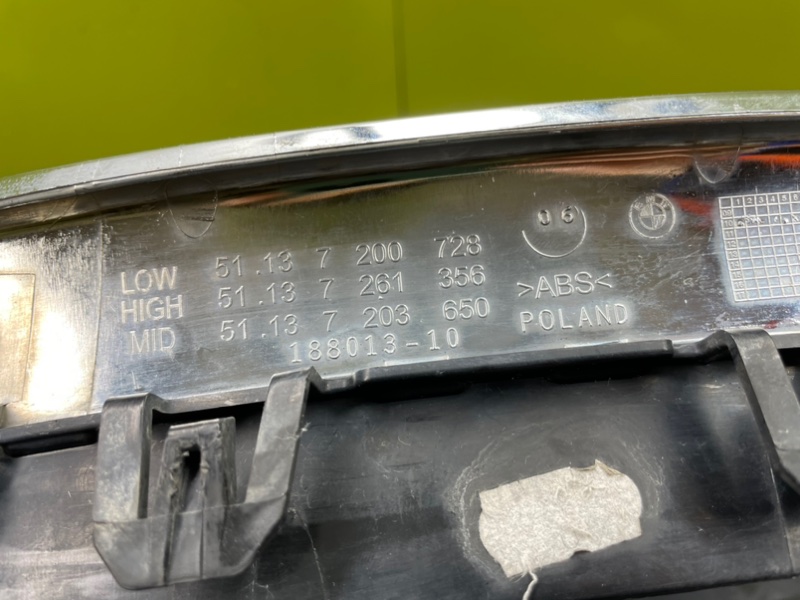 06
LOW 51.13 7 200 728
HIGH 51.13 7 261 356
MID 51.13 7 203 650
>ABS<
188013-10
POLAND